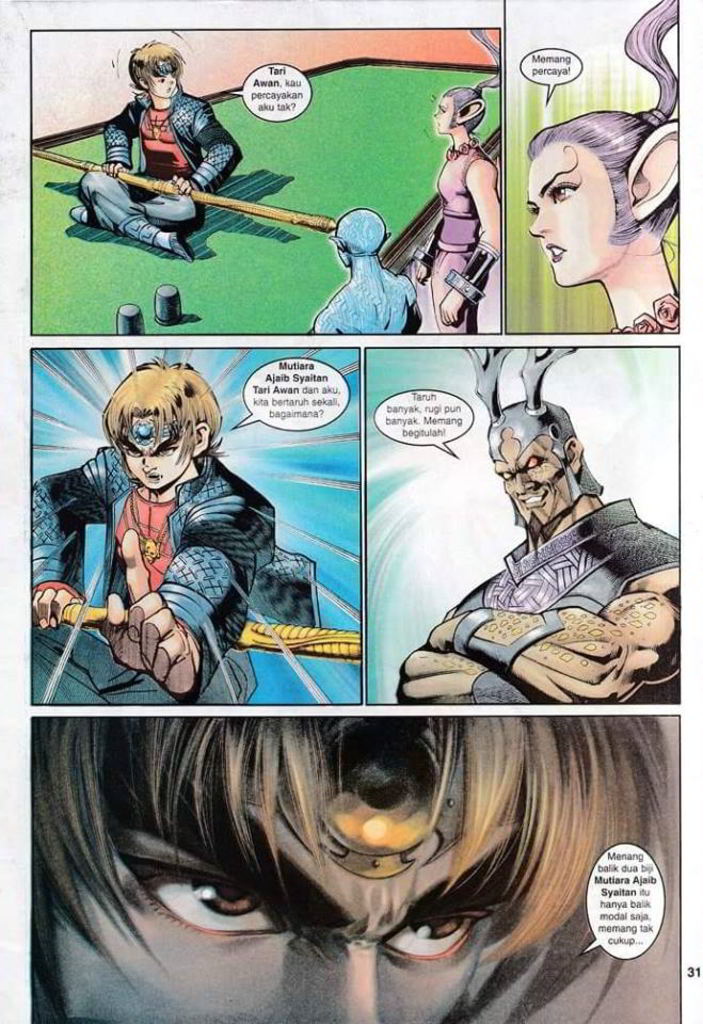 Tari
Awan, kau
percayakan
aku tak?
Memang
percaya!
Mutiara
Ajaib Syaitan
Tari Awan dan aku,
kita bertaruh sekali,
bagaimana?
Taruh
banyak, rugi pun
banyak. Memang
begitulah!
Menang
balik dua biji
Mutiara Ajaib
Syaitan itu
hanya balik
modal saja,
memang tak
cukup...
31